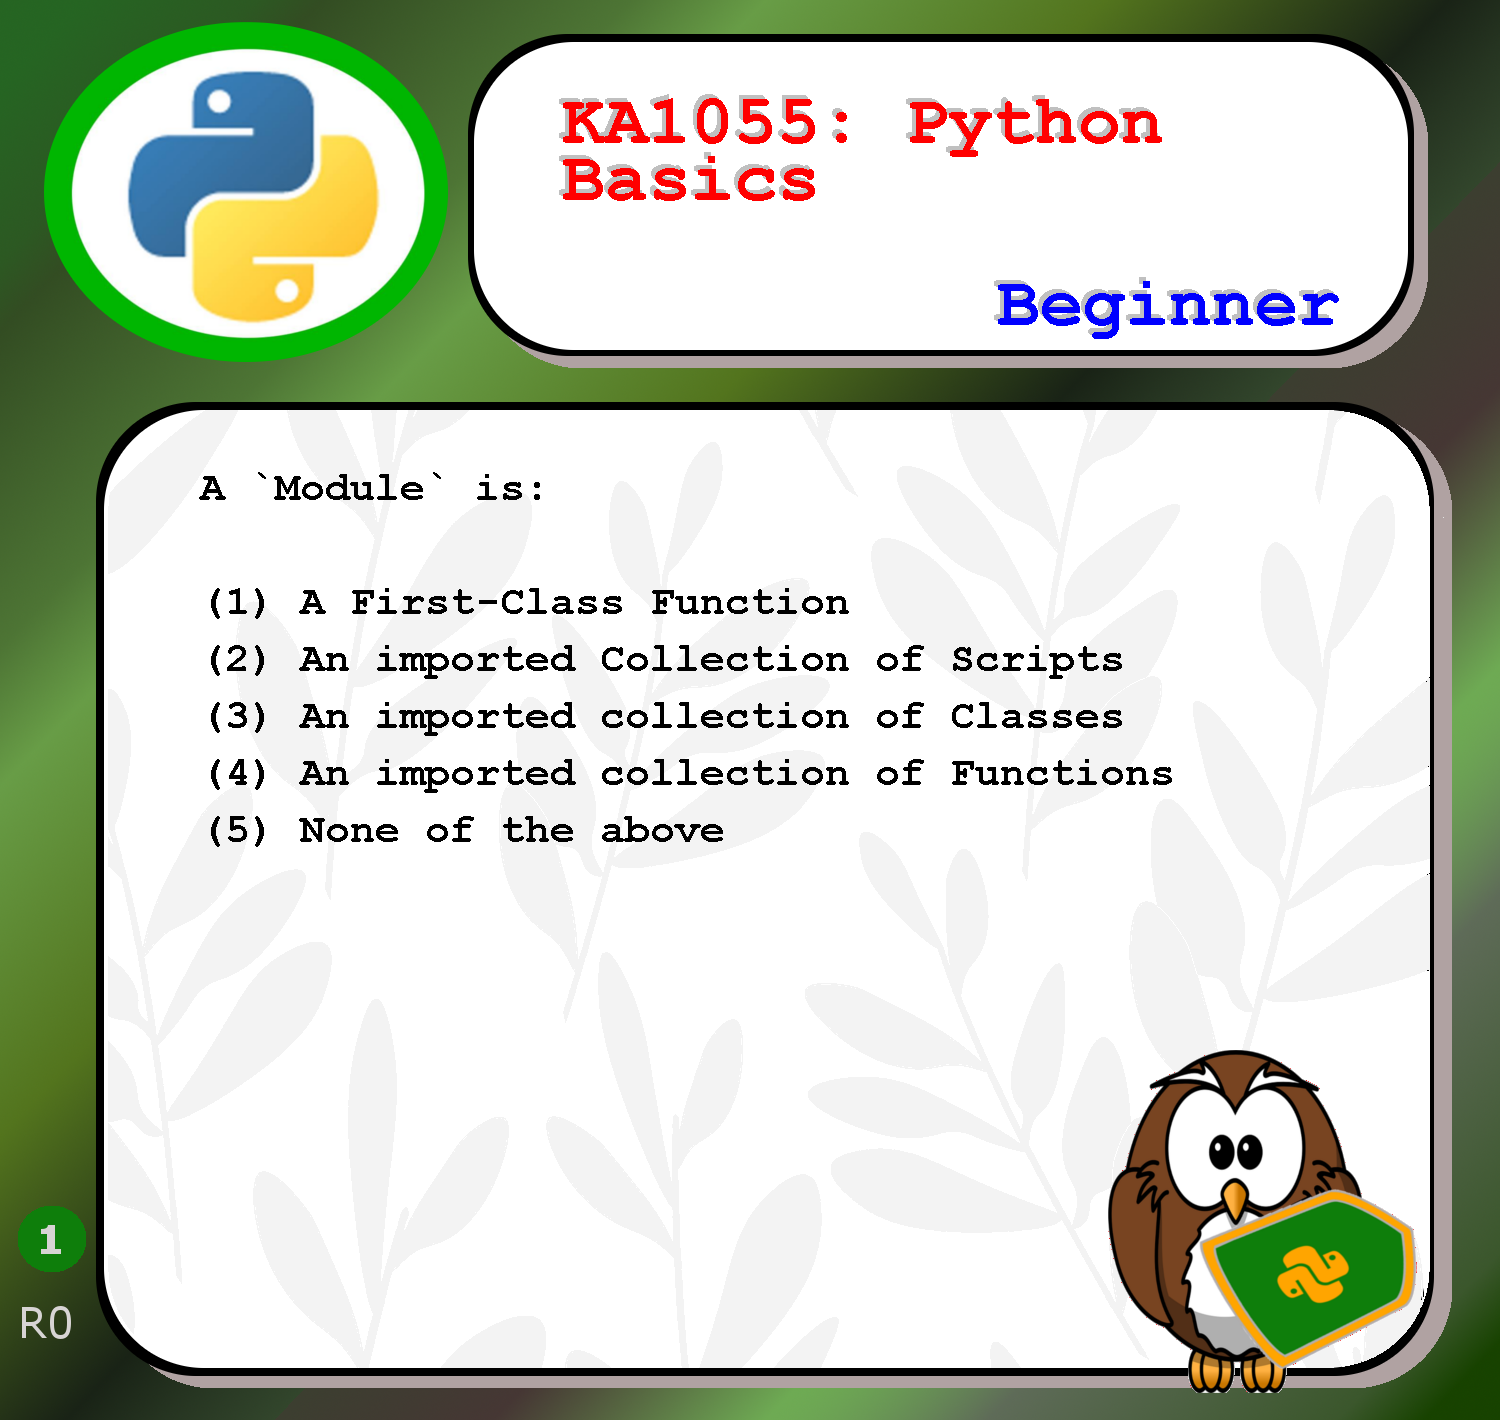 KA1055: Python
Basics
Beginner
A `Module` is:
(1) A First-Class Function
(2) An imported Collection of Scripts
(3) An imported collection of Classes
(4) An imported collection of Functions
(5) None of the above
1
R0